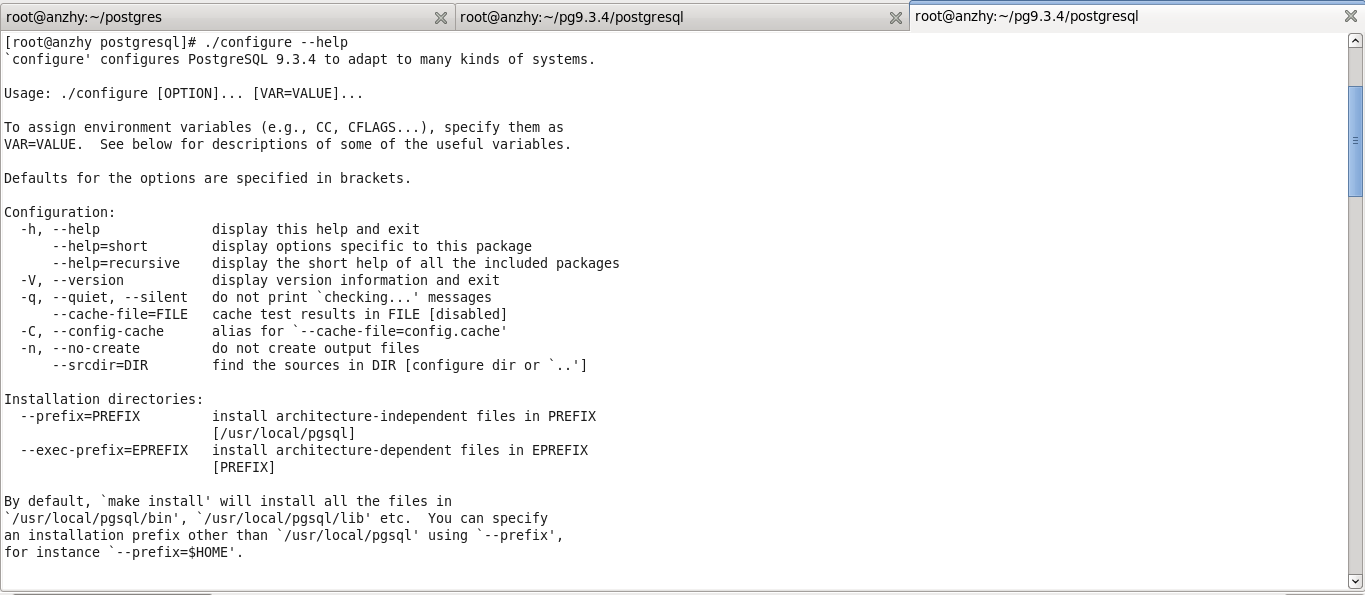 root@anzhy:~/postgres
root@anzhy:~/pg9.3.4/postgresql
root@anzhy:~/pg9.3.4/postgresql
[root@anzhy postgresql]# ./configure --help
`configure' configures PostgreSQL 9.3.4 to adapt to many kinds of systems.

Usage: ./configure [OPTION]... [VAR=VALUE]...

To assign environment variables (e.g., CC, CFLAGS...), specify them as
VAR=VALUE.  See below for descriptions of some of the useful variables.

Defaults for the options are specified in brackets.

Configuration:
  -h, --help              display this help and exit
      --help=short        display options specific to this package
      --help=recursive    display the short help of all the included packages
  -V, --version           display version information and exit
  -q, --quiet, --silent   do not print `checking...' messages
      --cache-file=FILE   cache test results in FILE [disabled]
  -C, --config-cache      alias for `--cache-file=config.cache'
  -n, --no-create         do not create output files
      --srcdir=DIR        find the sources in DIR [configure dir or `..']

Installation directories:
  --prefix=PREFIX         install architecture-independent files in PREFIX
                          [/usr/local/pgsql]
  --exec-prefix=EPREFIX   install architecture-dependent files in EPREFIX
                          [PREFIX]

By default, `make install' will install all the files in
`/usr/local/pgsql/bin', `/usr/local/pgsql/lib' etc.  You can specify
an installation prefix other than `/usr/local/pgsql' using `--prefix',
for instance `--prefix=$HOME'.